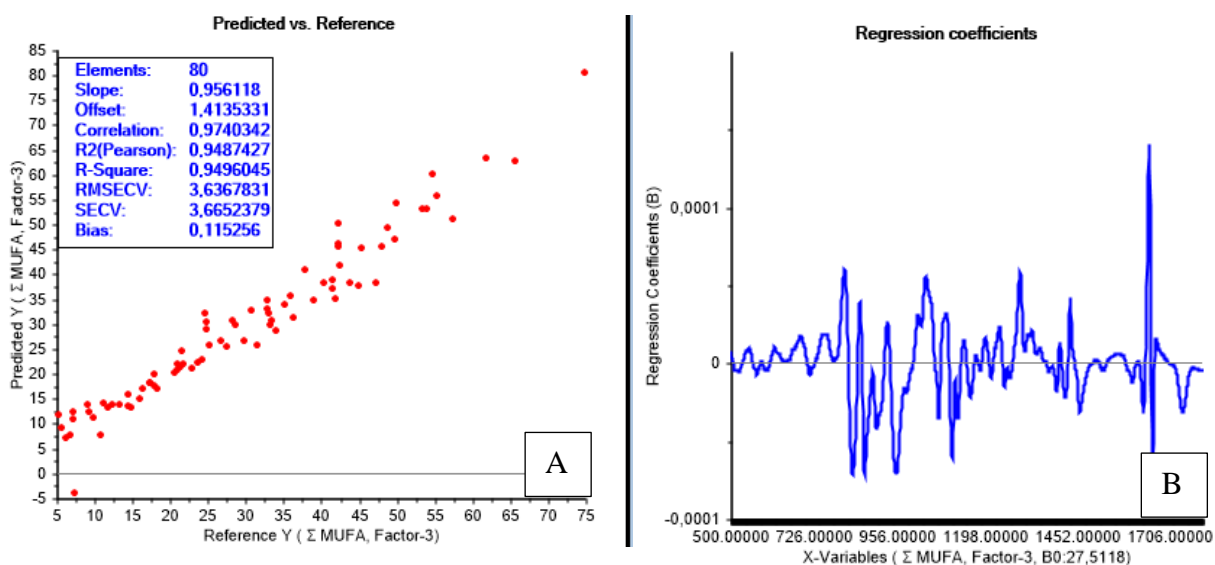 Predicted vs. Reference
Predicted Y ( Σ MUFA, Factor-3)
85
80
75
70
65
60
55
50
45
40
35
30
25
20
15
10
5
0
-5
Elements: 80
Slope: 0,956118
Offset: 1,4135331
Correlation: 0,9740342
R2(Pearson): 0,9487427
R-Square: 0,9496045
RMSECV: 3,6367831
SECV: 3,6652379
Bias: 0,115256
A
5 10 15 20 25 30 35 40 45 50 55 60 65 70 75
Reference Y ( Σ MUFA, Factor-3)
Regression coefficients
Regression Coefficients (B)
0,0001
0
-0,0001
B
500.00000 726.00000 956.00000 1198.00000 1452.00000 1706.00000
X-Variables ( Σ MUFA, Factor-3, B0:27,5118)